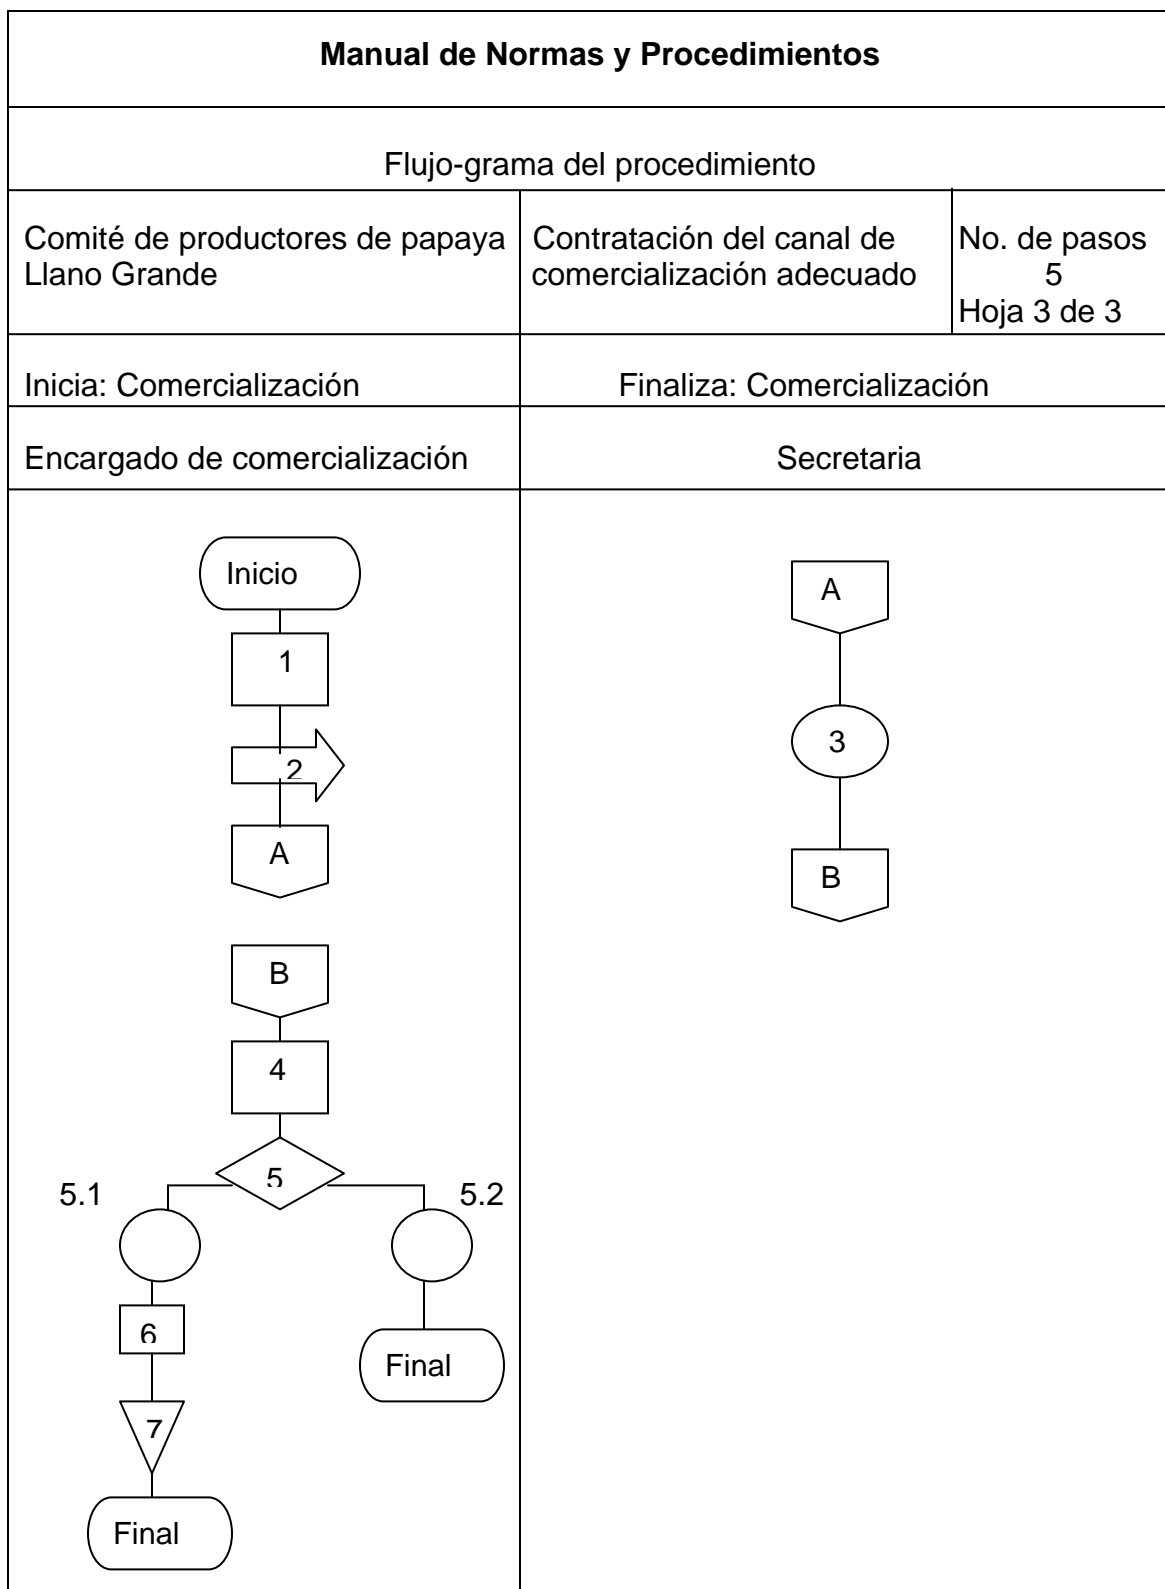 Manual de Normas y Procedimientos
Flujo-grama del procedimiento
Comité de productores de papaya
Llano Grande
Contratación del canal de
comercialización adecuado
No. de pasos
5
Hoja 3 de 3
Inicia: Comercialización
Finaliza: Comercialización
Encargado de comercialización
Secretaria
Inicio
1
2
A
B
4
5
5.1
5.2
6
Final
7
Final
A
3
B